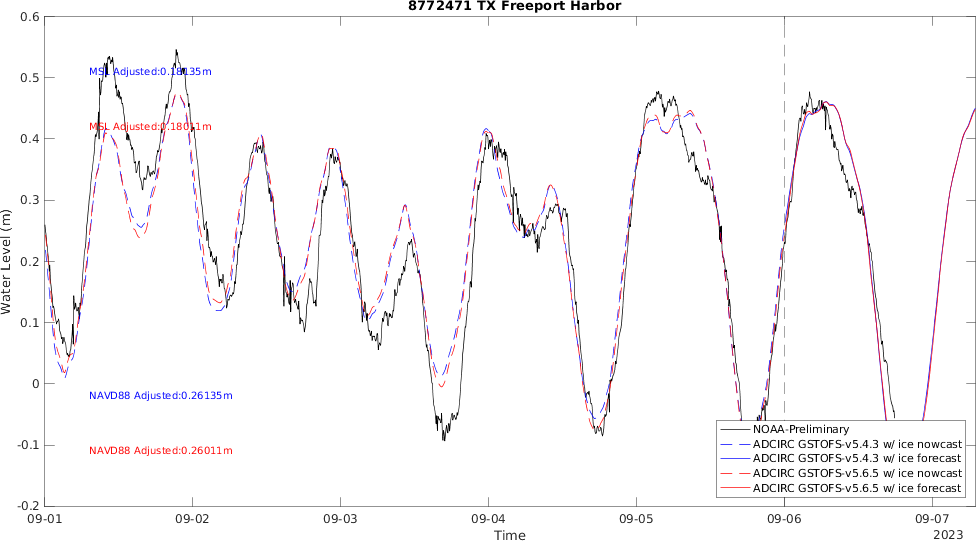 8772471 TX Freeport Harbor
0.6
0.5
0.4
0.3
0.2
0.1
0
-0.1
-0.2
Water Level (m)
MSL Adjusted:0.18135m
MSL Adjusted:0.18011m
NAVD88 Adjusted:0.26135m
NAVD88 Adjusted:0.26011m
NOAA-Preliminary
ADCIRC GSTOFS-v5.4.3 w/ ice nowcast
ADCIRC GSTOFS-v5.4.3 w/ ice forecast
ADCIRC GSTOFS-v5.6.5 w/ ice nowcast
ADCIRC GSTOFS-v5.6.5 w/ ice forecast
09-01 09-02 09-03 09-04 09-05 09-06 09-07
Time
2023